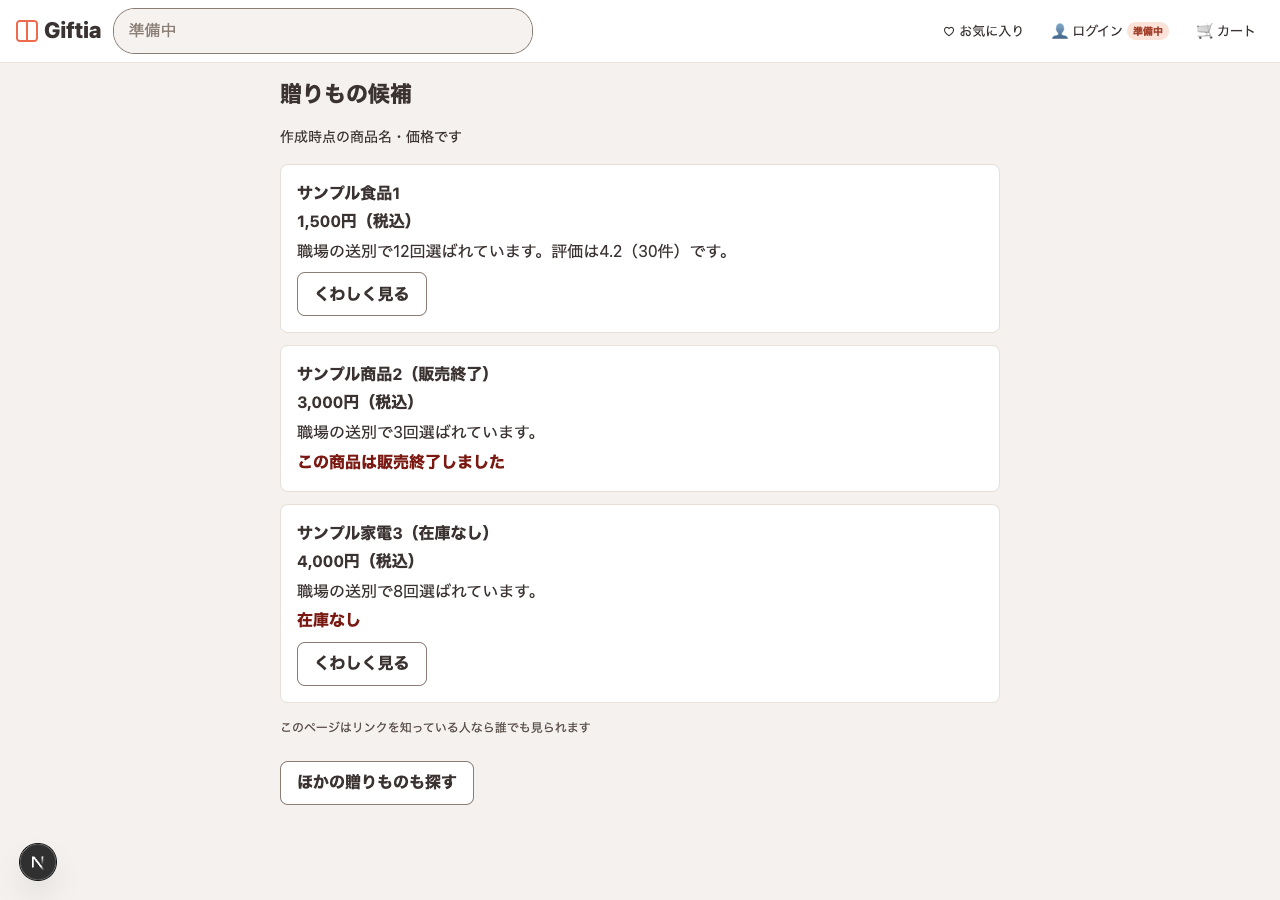 Giftia
準備中
お気に入り
ログイン
準備中
カート
贈りもの候補
作成時点の商品名・価格です
サンプル食品1
1,500円（税込）
職場の送別で12回選ばれています。評価は4.2（30件）です。
くわしく見る
サンプル商品2（販売終了）
3,000円（税込）
職場の送別で3回選ばれています。
この商品は販売終了しました
サンプル家電3（在庫なし）
4,000円（税込）
職場の送別で8回選ばれています。
在庫なし
くわしく見る
このページはリンクを知っている人なら誰でも見られます
ほかの贈りものも探す
N